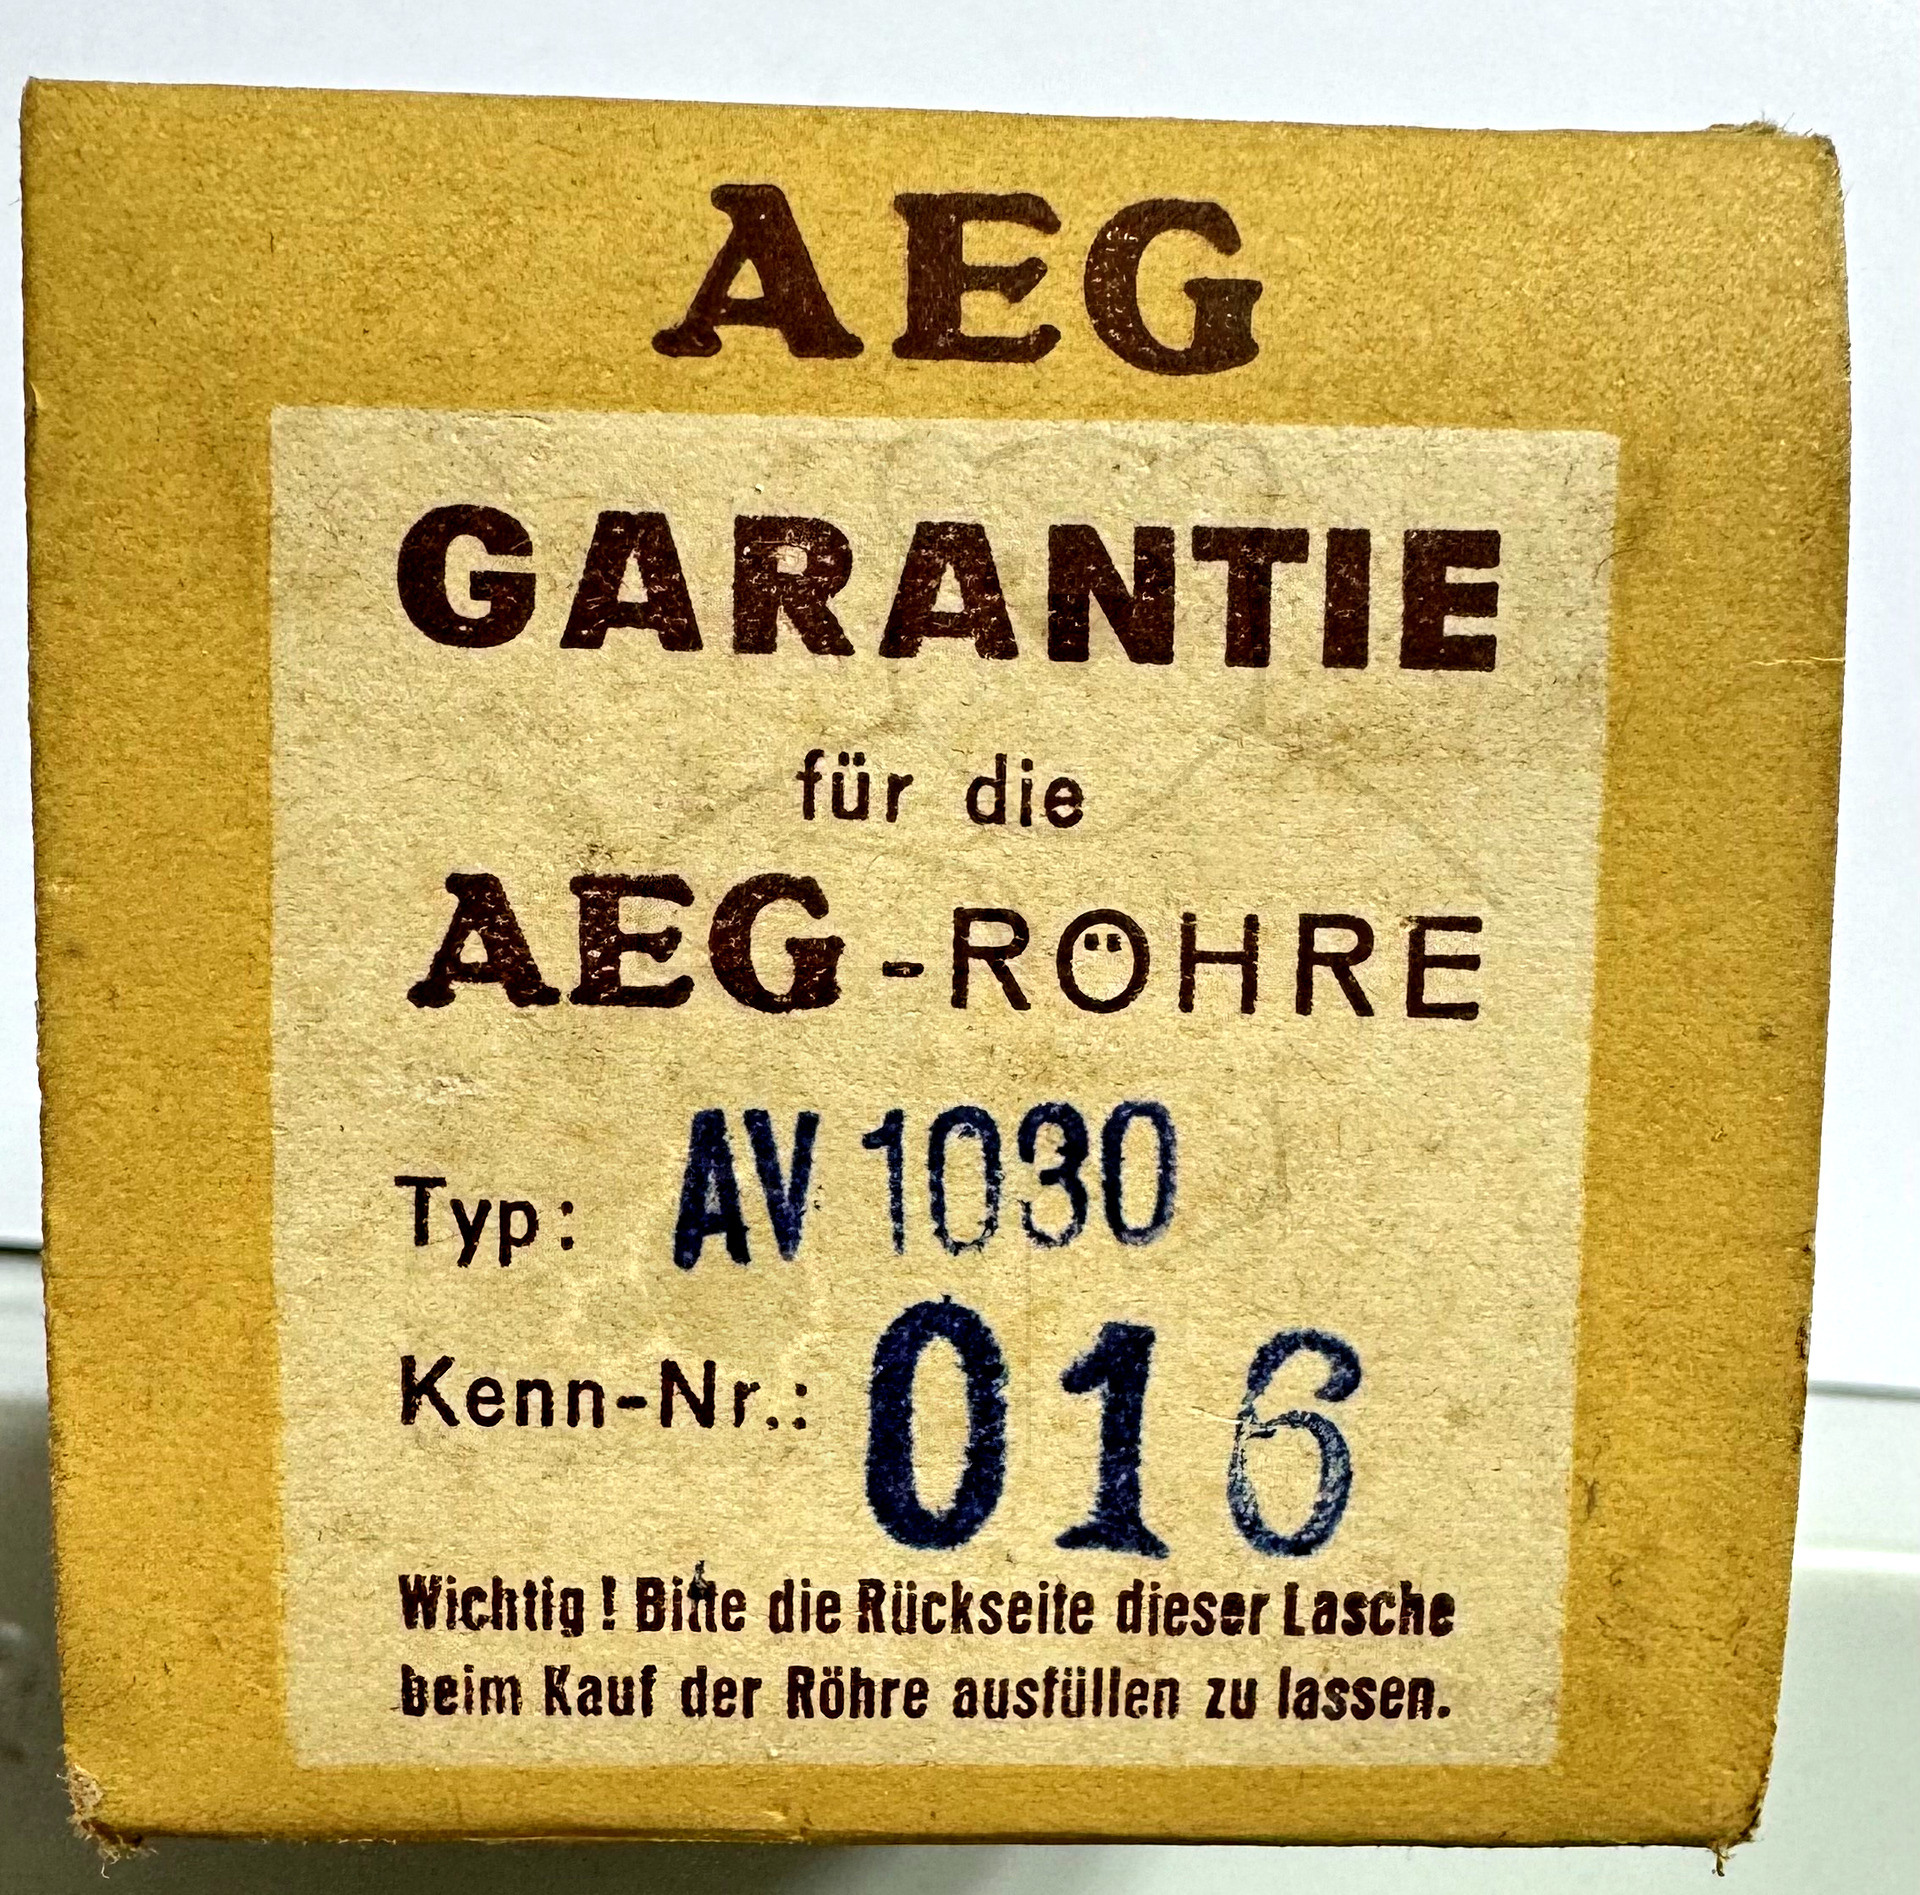 AEG
GARANTIE
für die
AEG-RÖHRE
Typ: AV 1030
Kenn-Nr.: 016
Wichtig! Bitte die Rückseite dieser Lasche
beim Kauf der Röhre ausfüllen zu lassen.